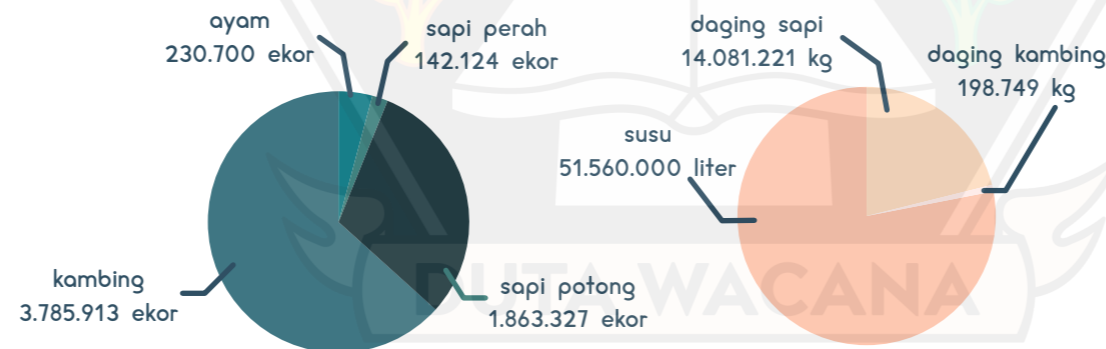 ayam
230.700 ekor
sapi perah
142.124 ekor
kambing
3.785.913 ekor
sapi potong
1.863.327 ekor
daging sapi
14.081.221 kg
daging kambing
198.749 kg
susu
51.560.000 liter
DUTA WACANA